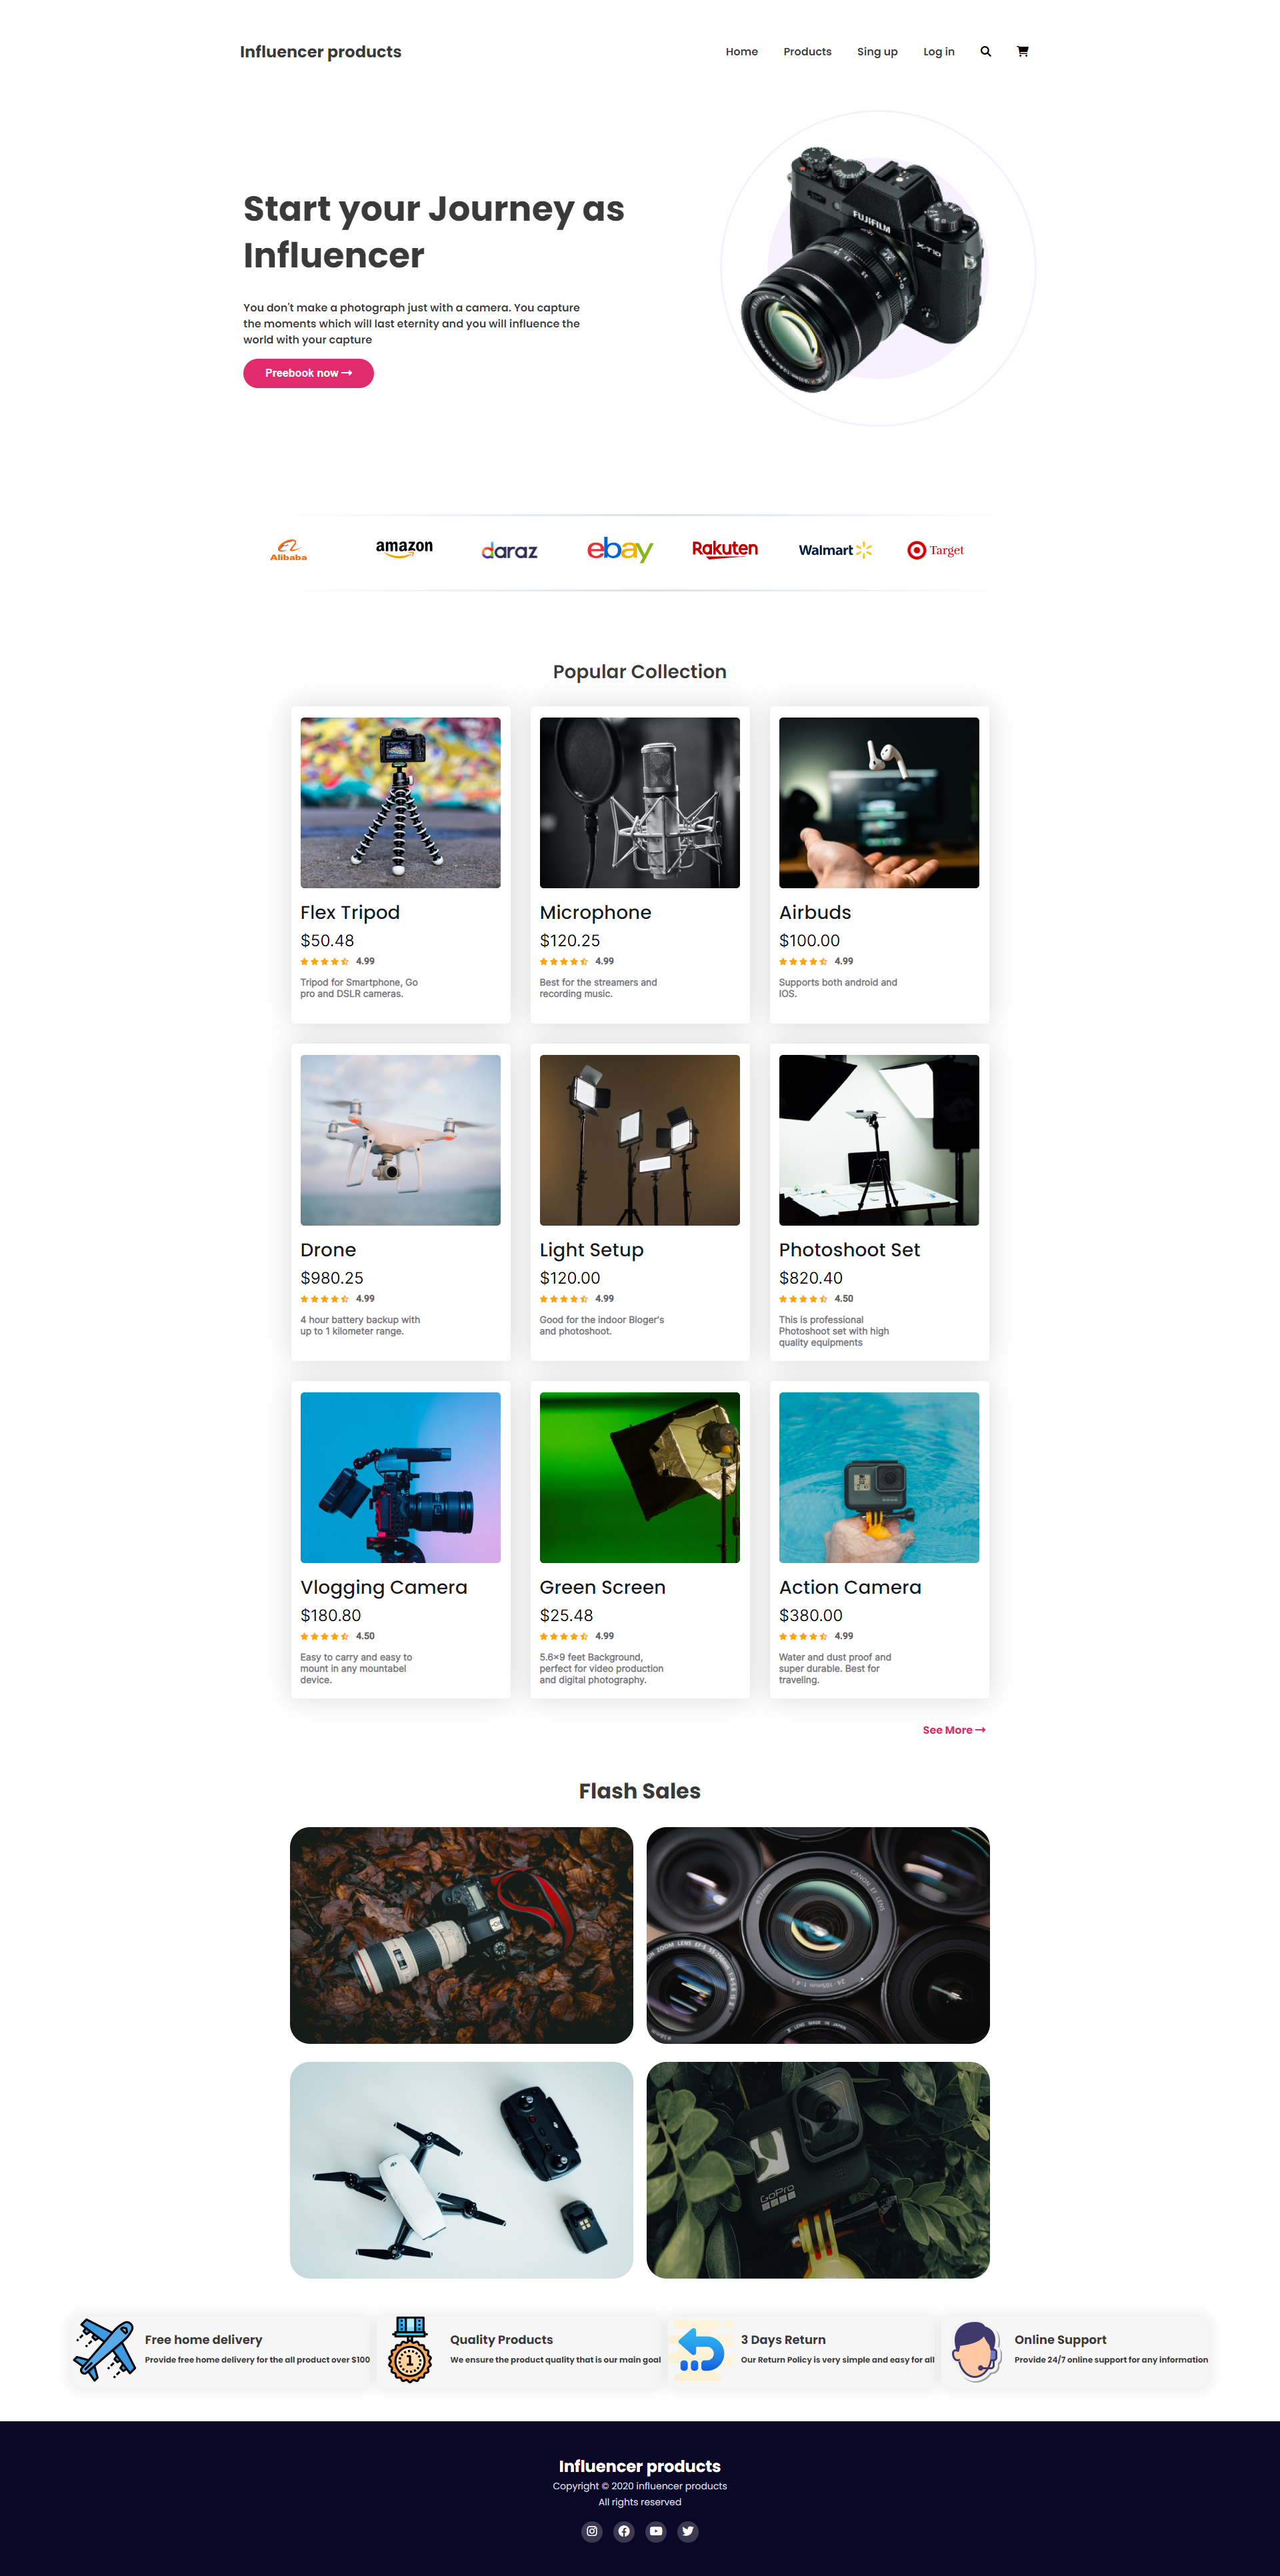 Influencer products
Home
Products
Sing up
Log in
FUJIFILM
X-T10
Start your Journey as
Influencer
You don't make a photograph just with a camera. You capture
the moments which will last eternity and you will influence the
world with your capture
Preebook now
Alibaba
amazon
daraz
ebay
Rakuten
Walmart
Target
Popular Collection
Flex Tripod
$50.48
4.99
Tripod for Smartphone, Go
pro and DSLR cameras.
Microphone
$120.25
4.99
Best for the streamers and
recording music.
Airbuds
$100.00
4.99
Supports both android and
IOS.
Drone
$980.25
4.99
4 hour battery backup with
up to 1 kilometer range.
Light Setup
$120.00
4.99
Good for the indoor Bloger's
and photoshoot.
Photoshoot Set
$820.40
4.50
This is professional
Photoshoot set with high
quality equipments
Vlogging Camera
$180.80
4.50
Easy to carry and easy to
mount in any mountabel
device.
Green Screen
$25.48
4.99
5.6×9 feet Background,
perfect for video production
and digital photography.
Action Camera
$380.00
4.99
Water and dust proof and
super durable. Best for
traveling.
See More
Flash Sales
CANON EF LENS
GoPro
Free home delivery
Provide free home delivery for the all product over $100
1
Quality Products
We ensure the product quality that is our main goal
3 Days Return
Our Return Policy is very simple and easy for all
Online Support
Provide 24/7 online support for any information
Influencer products
Copyright © 2020 influencer products
All rights reserved